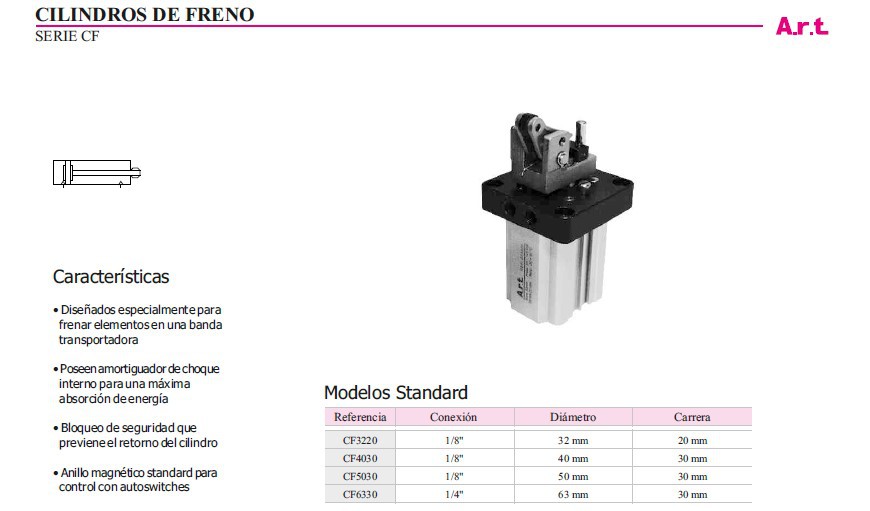 CILINDROS DE FRENO
SERIE CF
A.r.t.
A.r.t.
Características
• Diseñados especialmente para
frenar elementos en una banda
transportadora
• Poseen amortiguador de choque
interno para una máxima
absorción de energía
• Bloqueo de seguridad que
previene el retorno del cilindro
• Anillo magnético standard para
control con autoswitches
Modelos Standard
Referencia Conexión Diámetro Carrera
CF3220 1/8" 32 mm 20 mm
CF4030 1/8" 40 mm 30 mm
CF5030 1/8" 50 mm 30 mm
CF6330 1/4" 63 mm 30 mm